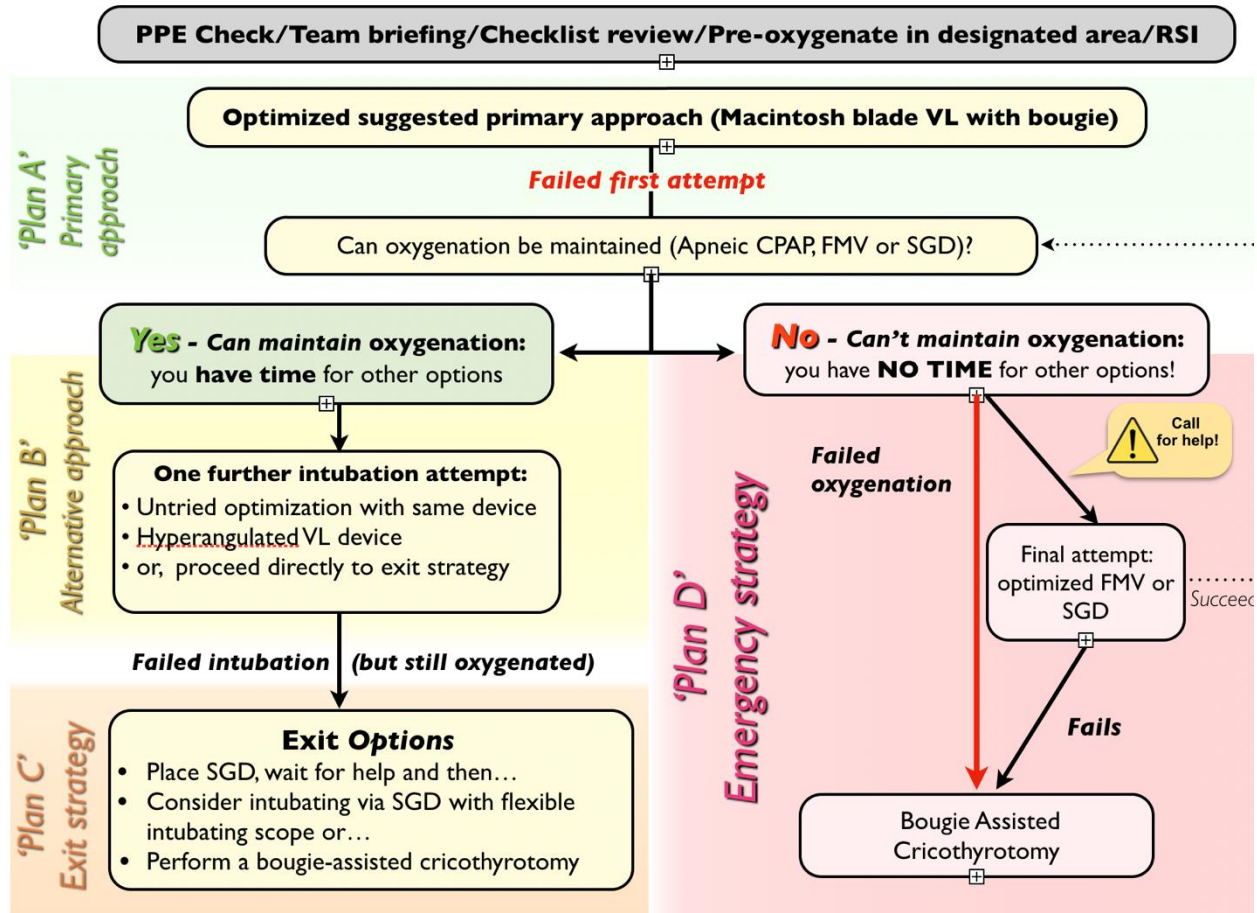 PPE Check/Team briefing/Checklist review/Pre-oxygenate in designated area/RSI
'Plan A'
Primary
approach
Optimized suggested primary approach (Macintosh blade VL with bougie)
Failed first attempt
Can oxygenation be maintained (Apneic CPAP, FMV or SGD)?
Yes - Can maintain oxygenation:
you have time for other options
No - Can't maintain oxygenation:
you have NO TIME for other options!
'Plan B'
Alternative approach
One further intubation attempt:
• Untried optimization with same device
• Hyperangulated VL device
• or, proceed directly to exit strategy
Failed intubation (but still oxygenated)
'Plan C'
Exit strategy
Exit Options
• Place SGD, wait for help and then…
• Consider intubating via SGD with flexible
intubating scope or…
• Perform a bougie-assisted cricothyrotomy
'Plan D'
Emergency strategy
Failed
oxygenation
Call
for help!
Final attempt:
optimized FMV or
SGD
Succeed
Fails
Bougie Assisted
Cricothyrotomy